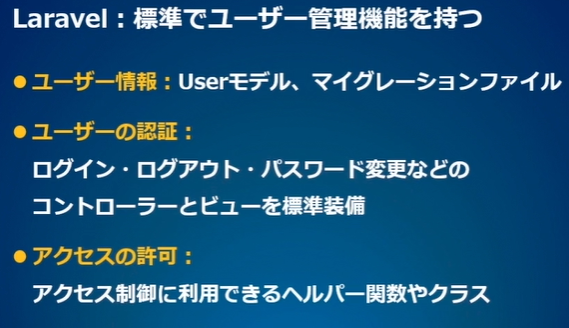 Laravel：標準でユーザー管理機能を持つ
●ユーザー情報：Userモデル、マイグレーションファイル
●ユーザーの認証：
ログイン・ログアウト・パスワード変更などの
コントローラーとビューを標準装備
●アクセスの許可：
アクセス制御に利用できるヘルパー関数やクラス